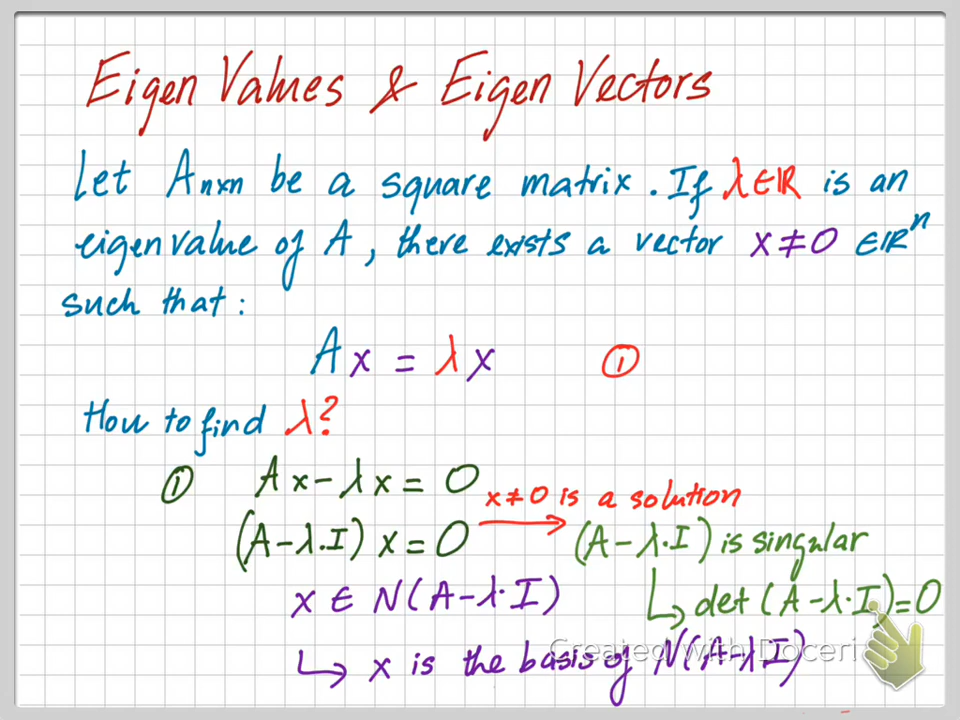 Eigen Values & Eigen Vectors
Let Anxn be a square matrix. If λ∈ℝ is an
eigenvalue of A, there exists a vector x≠0 ∈ℝⁿ
such that:
Ax = λx ①
How to find λ?
① Ax-λx = 0
x≠0 is a solution
(A-λ.I) x = 0 → (A-λ.I) is singular
x ∈ N(A-λ.I) ↳ det (A-λ.I)=0
↳ x is the basis of N(A-λI)
Created with Doceri